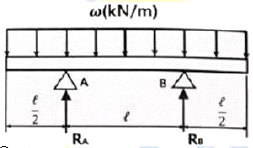 ω(kN/m)
A B
ℓ/2 ℓ ℓ/2
R_A R_B